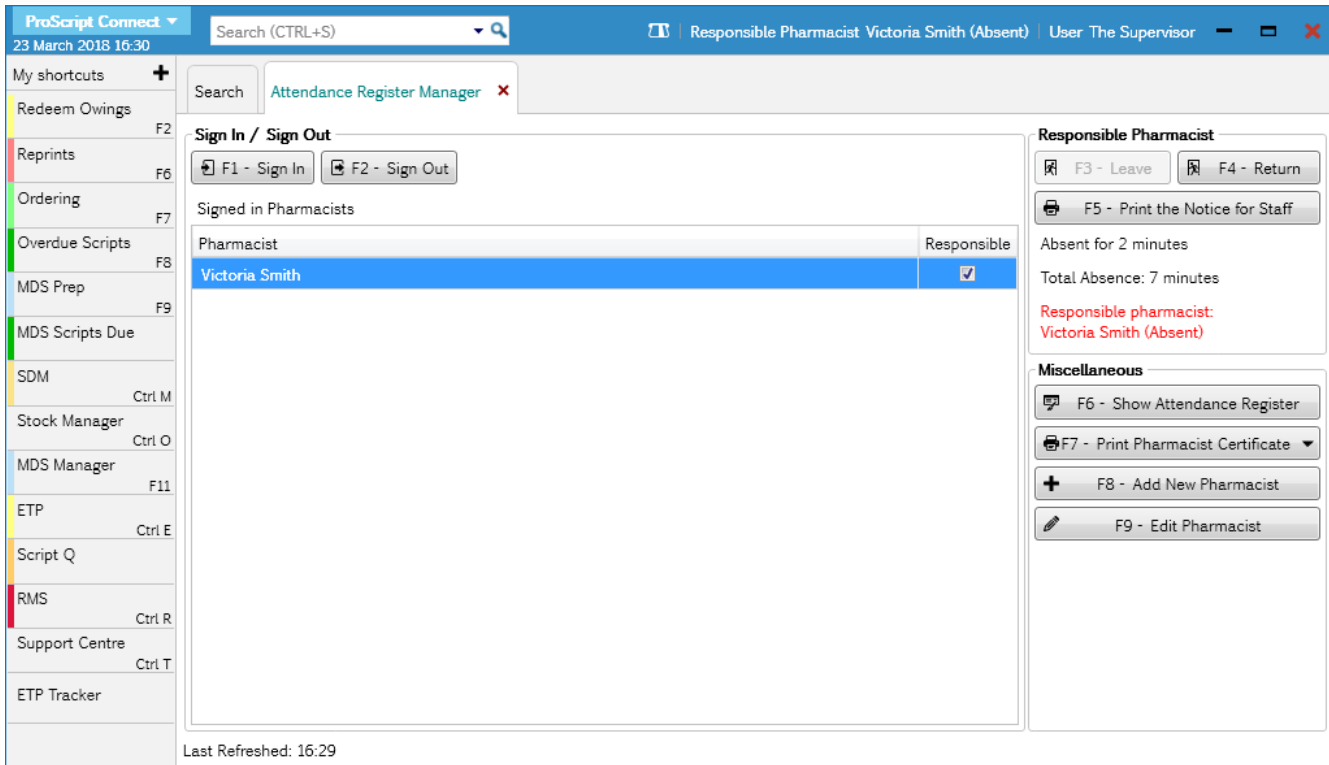 ProScript Connect
23 March 2018 16:30
Search (CTRL+S)
Responsible Pharmacist Victoria Smith (Absent)
User The Supervisor
My shortcuts
Redeem Owings
F2
Reprints
F6
Ordering
F7
Overdue Scripts
F8
MDS Prep
F9
MDS Scripts Due
SDM
Ctrl M
Stock Manager
Ctrl O
MDS Manager
F11
ETP
Ctrl E
Script Q
RMS
Ctrl R
Support Centre
Ctrl T
ETP Tracker
Search
Attendance Register Manager
Sign In / Sign Out
F1 - Sign In
F2 - Sign Out
Signed in Pharmacists
Pharmacist
Responsible
Victoria Smith
Last Refreshed: 16:29
Responsible Pharmacist
F3 - Leave
F4 - Return
F5 - Print the Notice for Staff
Absent for 2 minutes
Total Absence: 7 minutes
Responsible pharmacist:
Victoria Smith (Absent)
Miscellaneous
F6 - Show Attendance Register
F7 - Print Pharmacist Certificate
F8 - Add New Pharmacist
F9 - Edit Pharmacist